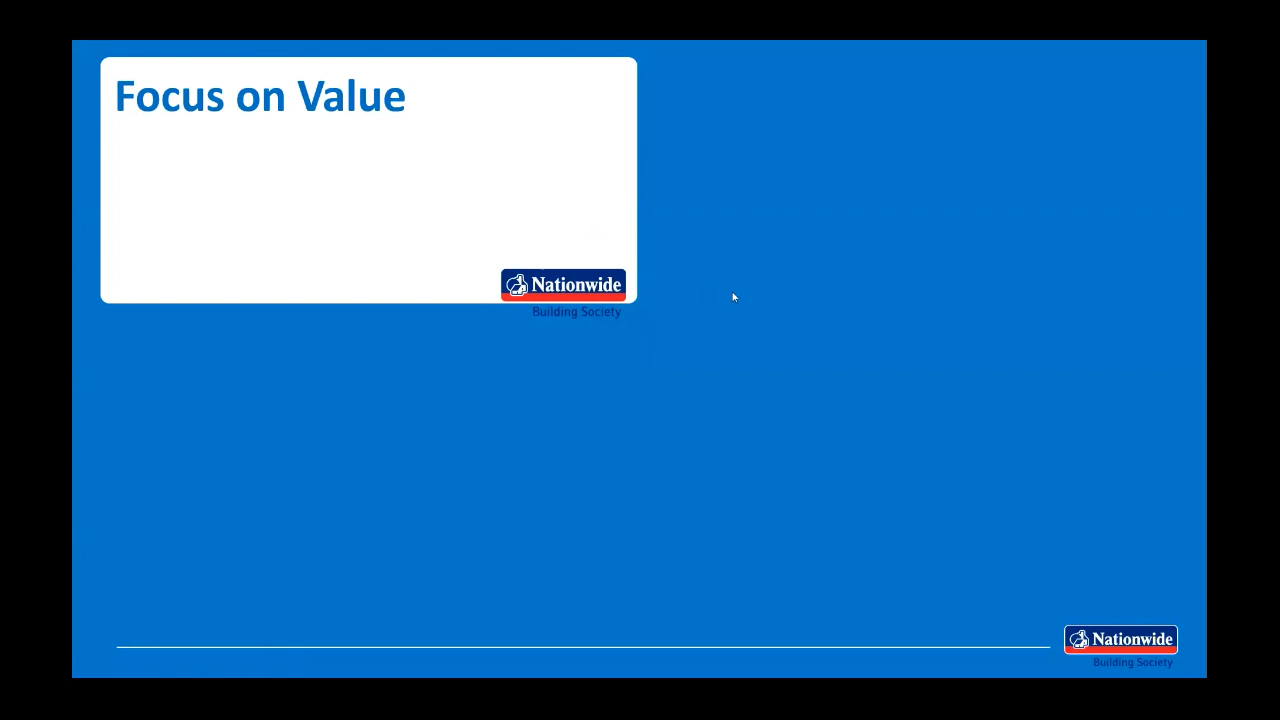 Focus on Value
Nationwide
Building Society
Nationwide
Building Society